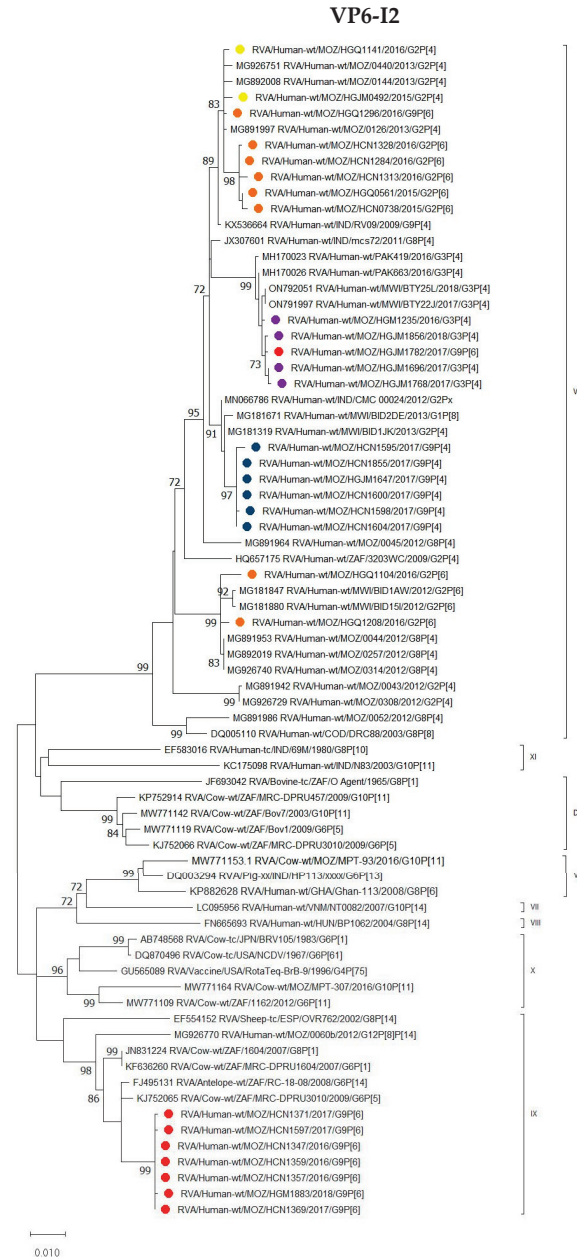 VP6-I2
RVA/Human-wt/MOZ/HGQ1141/2016/G2P[4]
MG926751 RVA/Human-wt/MOZ/0440/2013/G2P[4]
MG892008 RVA/Human-wt/MOZ/0144/2013/G2P[4]
RVA/Human-wt/MOZ/HGJM0492/2015/G2P[4]
83
RVA/Human-wt/MOZ/HGQ1296/2016/G9P[6]
MG891997 RVA/Human-wt/MOZ/0126/2013/G2P[4]
RVA/Human-wt/MOZ/HCN1328/2016/G2P[6]
89
RVA/Human-wt/MOZ/HCN1284/2016/G2P[6]
98
RVA/Human-wt/MOZ/HCN1313/2016/G2P[6]
RVA/Human-wt/MOZ/HGQ0561/2015/G2P[6]
RVA/Human-wt/MOZ/HCN0738/2015/G2P[6]
KX536664 RVA/Human-wt/IND/RV09/2009/G9P[4]
JX307601 RVA/Human-wt/IND/mcs72/2011/G8P[4]
MH170023 RVA/Human-wt/PAK419/2016/G3P[4]
MH170026 RVA/Human-wt/PAK663/2016/G3P[4]
99
72
ON792051 RVA/Human-wt/MWI/BTY25L/2018/G3P[4]
ON791997 RVA/Human-wt/MWI/BTY22J/2017/G3P[4]
RVA/Human-wt/MOZ/HGM1235/2016/G3P[4]
RVA/Human-wt/MOZ/HGJM1856/2018/G3P[4]
RVA/Human-wt/MOZ/HGJM1782/2017/G9P[6]
73
RVA/Human-wt/MOZ/HGJM1696/2017/G3P[4]
RVA/Human-wt/MOZ/HGJM1768/2017/G3P[4]
MN066786 RVA/Human-wt/IND/CMC 00024/2012/G2Px
95
MG181671 RVA/Human-wt/MWI/BID2DE/2013/G1P[8]
91
MG181319 RVA/Human-wt/MWI/BID1JK/2013/G2P[4]
RVA/Human-wt/MOZ/HCN1595/2017/G9P[4]
RVA/Human-wt/MOZ/HCN1855/2017/G9P[4]
72
97
RVA/Human-wt/MOZ/HGJM1647/2017/G9P[4]
RVA/Human-wt/MOZ/HCN1600/2017/G9P[4]
RVA/Human-wt/MOZ/HCN1598/2017/G9P[4]
RVA/Human-wt/MOZ/HCN1604/2017/G9P[4]
MG891964 RVA/Human-wt/MOZ/0045/2012/G8P[4]
HQ657175 RVA/Human-wt/ZAF/3203WC/2009/G2P[4]
RVA/Human-wt/MOZ/HGQ1104/2016/G2P[6]
92
MG181847 RVA/Human-wt/MWI/BID1AW/2012/G2P[6]
MG181880 RVA/Human-wt/MWI/BID15I/2012/G2P[6]
99
RVA/Human-wt/MOZ/HGQ1208/2016/G2P[6]
MG891953 RVA/Human-wt/MOZ/0044/2012/G8P[4]
MG892019 RVA/Human-wt/MOZ/0257/2012/G8P[4]
83
MG926740 RVA/Human-wt/MOZ/0314/2012/G8P[4]
99
MG891942 RVA/Human-wt/MOZ/0043/2012/G2P[4]
99
MG926729 RVA/Human-wt/MOZ/0308/2012/G2P[4]
MG891986 RVA/Human-wt/MOZ/0052/2012/G8P[4]
99
DQ005110 RVA/Human-wt/COD/DRC88/2003/G8P[8]
EF583016 RVA/Human-tc/IND/69M/1980/G8P[10]
XI
KC175098 RVA/Human-wt/IND/N83/2003/G10P[11]
JF693042 RVA/Bovine-tc/ZAF/O Agent/1965/G8P[1]
KP752914 RVA/Cow-wt/ZAF/MRC-DPRU457/2009/G10P[11]
99
MW771142 RVA/Cow-wt/ZAF/Bov7/2003/G10P[11]
84
MW771119 RVA/Cow-wt/ZAF/Bov1/2009/G6P[5]
KJ752066 RVA/Cow-wt/ZAF/MRC-DPRU3010/2009/G6P[5]
MW771153.1 RVA/Cow-wt/MOZ/MPT-93/2016/G10P[11]
99
DQ003294 RVA/Pig-xx/IND/HP113/xxxx/G6P[13]
72
KP882628 RVA/Human-wt/GHA/Ghan-113/2008/G8P[6]
72
LC095956 RVA/Human-wt/VNM/NT0082/2007/G10P[14]
VII
FN665693 RVA/Human-wt/HUN/BP1062/2004/G8P[14]
VIII
99
AB748568 RVA/Cow-tc/JPN/BRV105/1983/G6P[1]
DQ870496 RVA/Cow-tc/USA/NCDV/1967/G6P[61]
96
GU565089 RVA/Vaccine/USA/RotaTeq-BrB-9/1996/G4P[75]
X
MW771164 RVA/Cow-wt/MOZ/MPT-307/2016/G10P[11]
99
MW771109 RVA/Cow-wt/ZAF/1162/2012/G6P[11]
EF554152 RVA/Sheep-tc/ESP/OVR762/2002/G8P[14]
MG926770 RVA/Human-wt/MOZ/0060b/2012/G12P[8]P[14]
99
JN831224 RVA/Cow-wt/ZAF/1604/2007/G8P[1]
98
KF636260 RVA/Cow-wt/ZAF/MRC-DPRU1604/2007/G6P[1]
FJ495131 RVA/Antelope-wt/ZAF/RC-18-08/2008/G6P[14]
86
KJ752065 RVA/Cow-wt/ZAF/MRC-DPRU3010/2009/G6P[5]
RVA/Human-wt/MOZ/HCN1371/2017/G9P[6]
IX
RVA/Human-wt/MOZ/HCN1597/2017/G9P[6]
RVA/Human-wt/MOZ/HCN1347/2016/G9P[6]
RVA/Human-wt/MOZ/HCN1359/2016/G9P[6]
99
RVA/Human-wt/MOZ/HCN1357/2016/G9P[6]
RVA/Human-wt/MOZ/HGM1883/2018/G9P[6]
RVA/Human-wt/MOZ/HCN1369/2017/G9P[6]
0.010